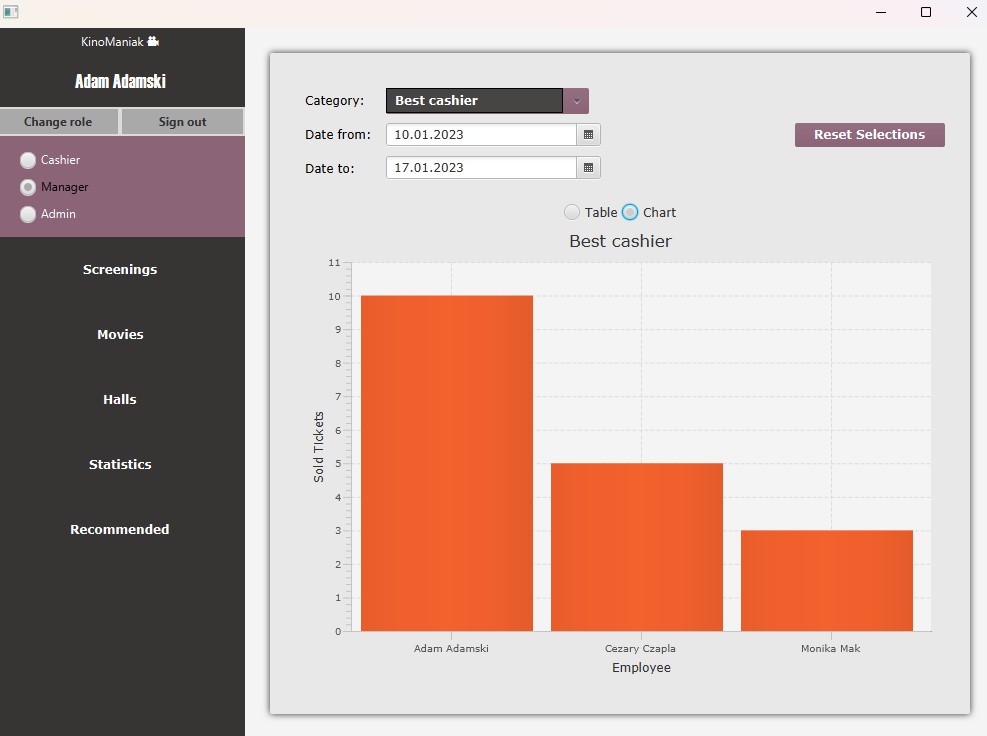 KinoManiak
Adam Adamski
Change role
Sign out
Cashier
Manager
Admin
Screenings
Movies
Halls
Statistics
Recommended
Category:
Best cashier
Date from:
10.01.2023
Date to:
17.01.2023
Reset Selections
Table
Chart
Best cashier
11
10
9
8
7
6
5
4
3
2
1
0
Sold Tickets
Adam Adamski
Cezary Czapla
Monika Mak
Employee